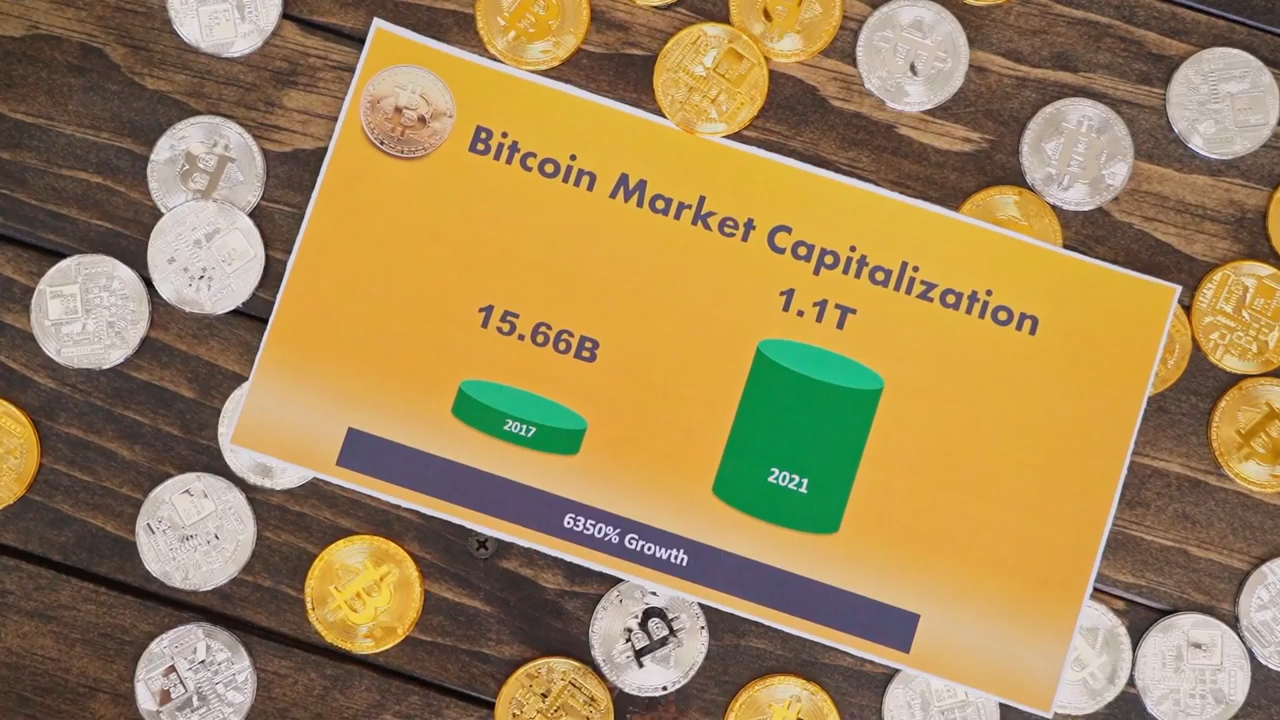 Bitcoin Market Capitalization
15.66B
1.1T
2017
2021
6350% Growth